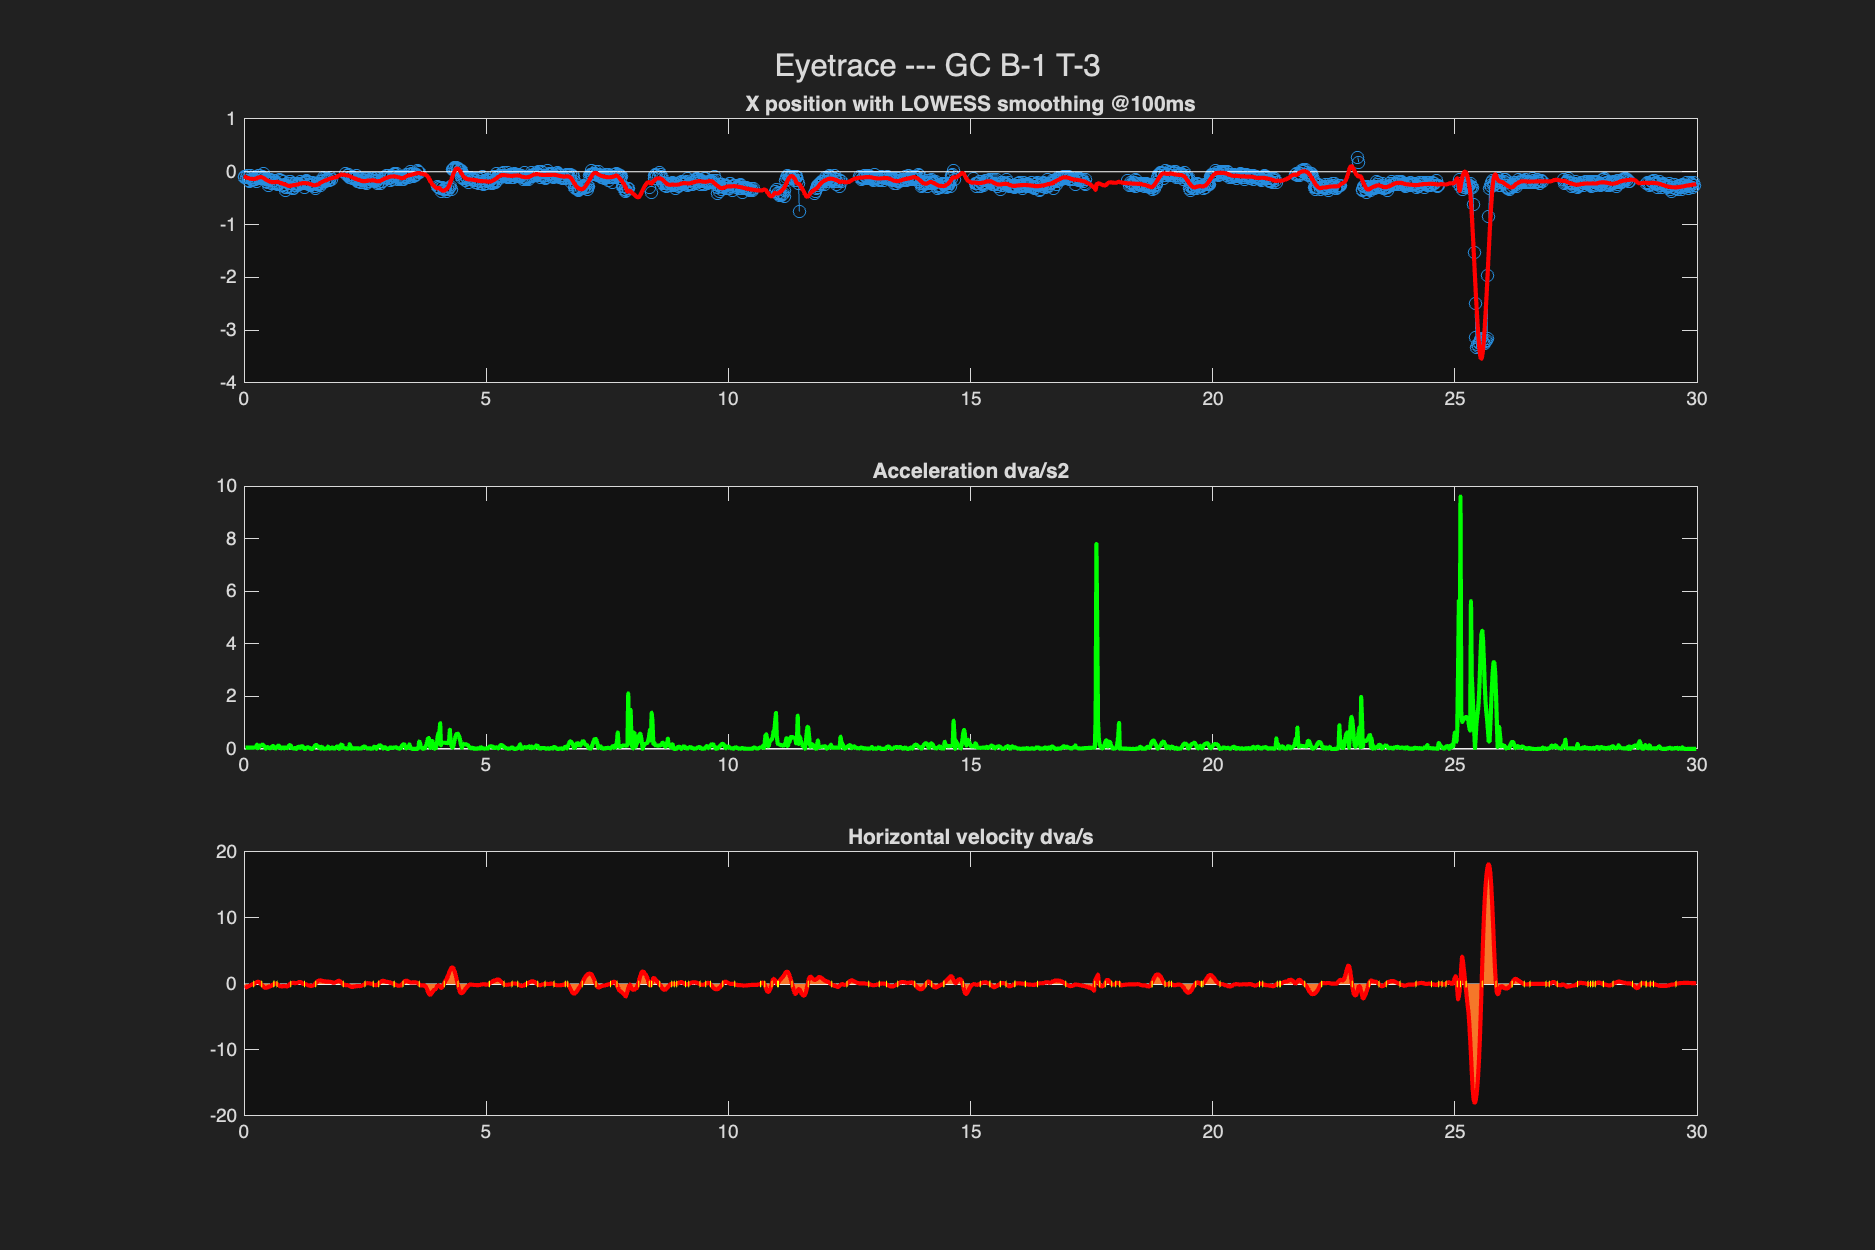 Eyetrace --- GC B-1 T-3
X position with LOWESS smoothing @100ms
1
0
-1
-2
-3
-4
0 5 10 15 20 25 30
Acceleration dva/s2
10
8
6
4
2
0
0 5 10 15 20 25 30
Horizontal velocity dva/s
20
10
0
-10
-20
0 5 10 15 20 25 30